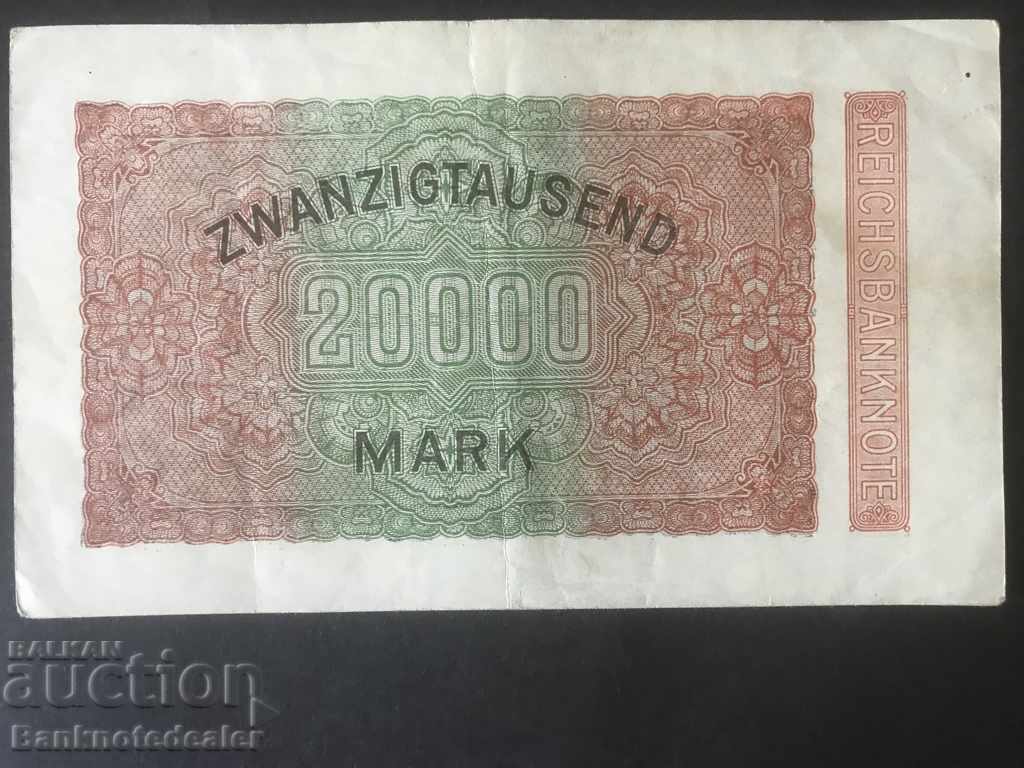 ZWANZIGTAUSEND
20000
MARK
REICHSBANKNOTE
BALKAN
auction
Banknotedealer